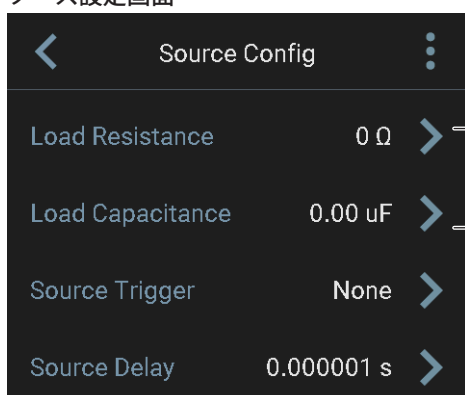 Source Config
Load Resistance 0 Ω
Load Capacitance 0.00 uF
Source Trigger None
Source Delay 0.000001 s